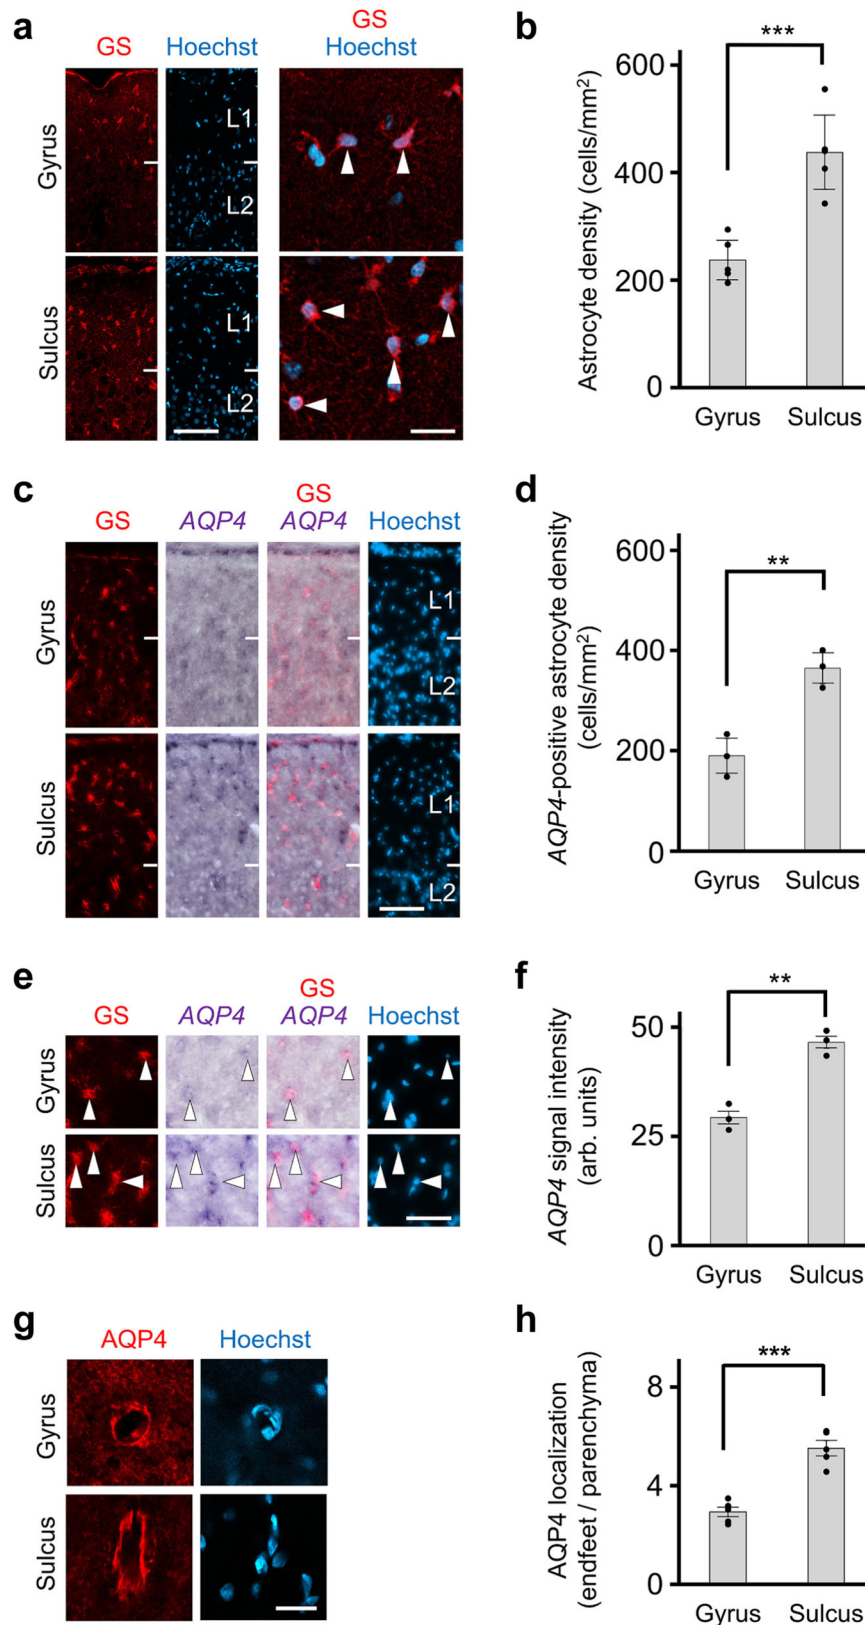 a
GS
Hoechst
GS
Hoechst
Gyrus
L1
L2
Sulcus
L1
L2
b
***
Astrocyte density (cells/mm²)
600
400
200
0
Gyrus
Sulcus
c
GS
AQP4
GS
AQP4
Hoechst
Gyrus
L1
L2
Sulcus
L1
L2
d
**
AQP4-positive astrocyte density
(cells/mm²)
600
400
200
0
Gyrus
Sulcus
e
GS
AQP4
GS
AQP4
Hoechst
Gyrus
Sulcus
f
**
AQP4 signal intensity
(arb. units)
50
25
0
Gyrus
Sulcus
g
AQP4
Hoechst
Gyrus
Sulcus
h
***
AQP4 localization
(endfeet / parenchyma)
8
4
0
Gyrus
Sulcus